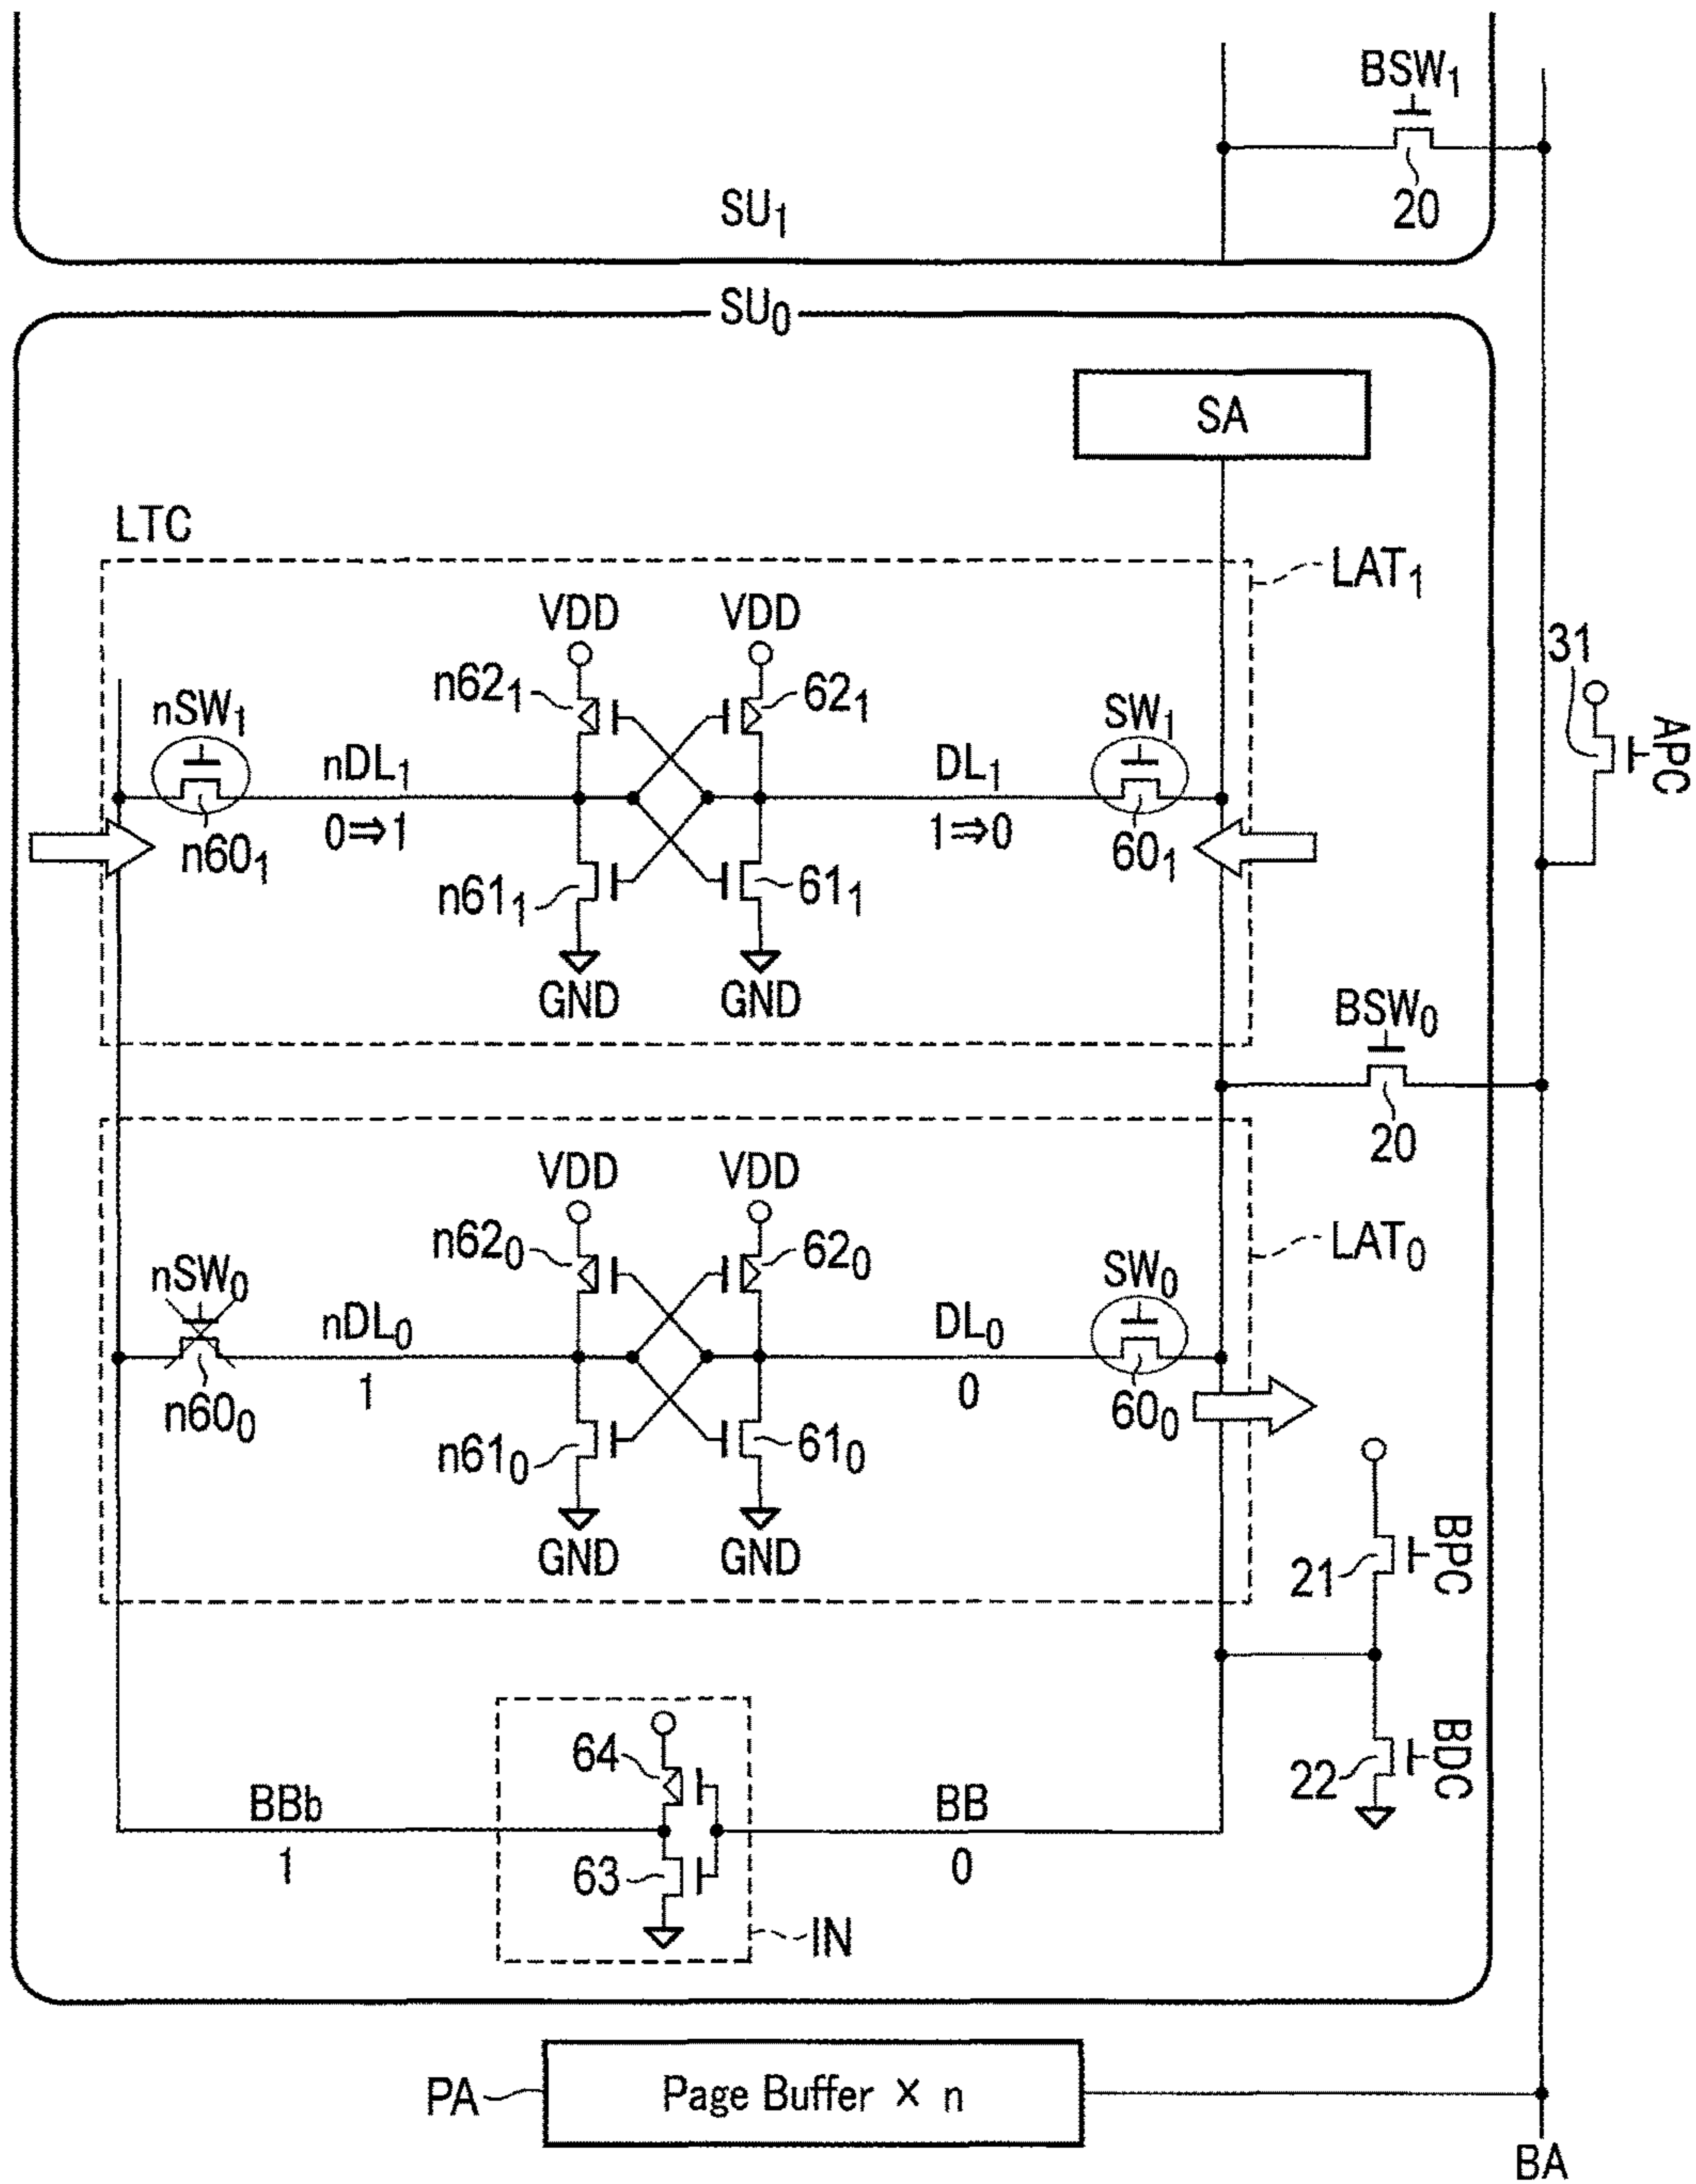 BSW1
20
SU1
SU0
SA
LTC
LAT1
VDD VDD
31
n621 621
APC
nSW1 SW1
nDL1 DL1
0⇒1 1⇒0
n601 601
n611 611
GND GND
BSW0
20
VDD VDD
n620 620
LAT0
nSW0 SW0
nDL0 DL0
1 0
n600 600
n610 610
GND GND
21 BPC
64
22 BDC
BBb BB
1 0
63
IN
PA Page Buffer × n
BA